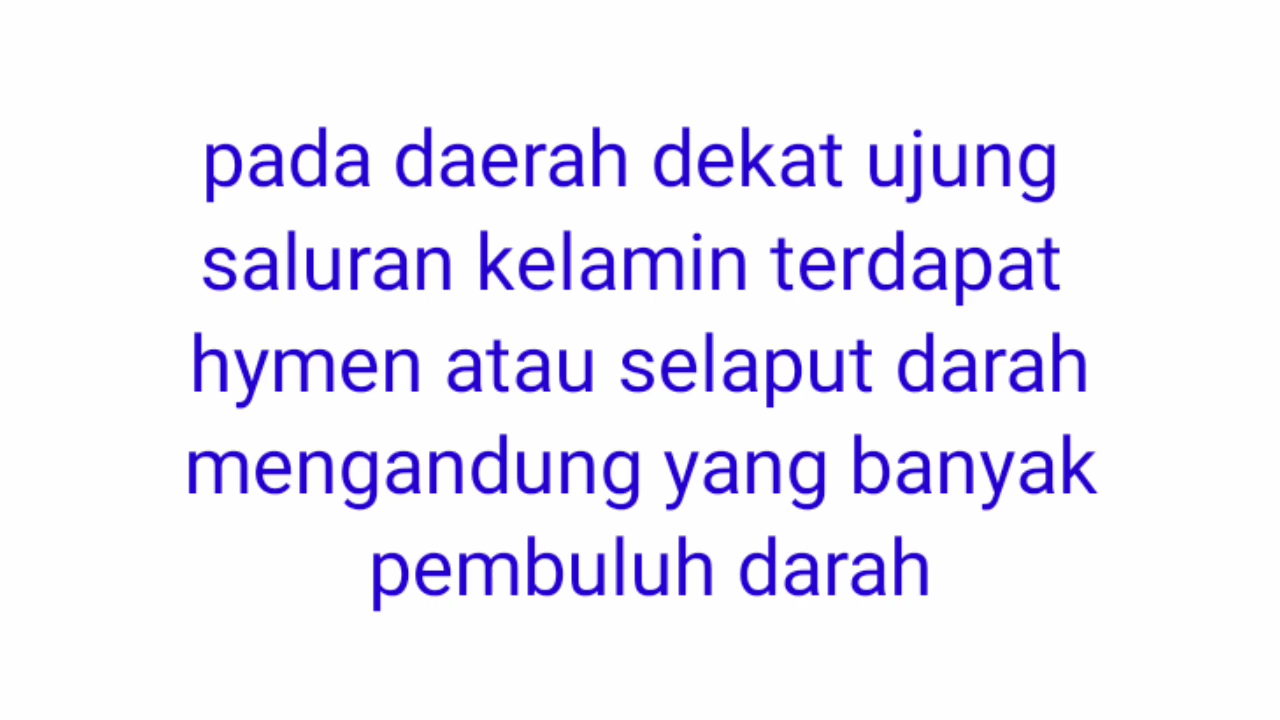 pada daerah dekat ujung
saluran kelamin terdapat
hymen atau selaput darah
mengandung yang banyak
pembuluh darah